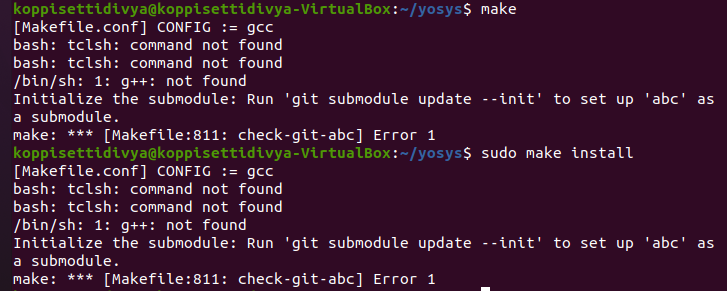 koppisettidivya@koppisettidivya-VirtualBox:~/yosys$ make
[Makefile.conf] CONFIG := gcc
bash: tclsh: command not found
bash: tclsh: command not found
/bin/sh: 1: g++: not found
Initialize the submodule: Run 'git submodule update --init' to set up 'abc' as
a submodule.
make: *** [Makefile:811: check-git-abc] Error 1
koppisettidivya@koppisettidivya-VirtualBox:~/yosys$ sudo make install
[Makefile.conf] CONFIG := gcc
bash: tclsh: command not found
bash: tclsh: command not found
/bin/sh: 1: g++: not found
Initialize the submodule: Run 'git submodule update --init' to set up 'abc' as
a submodule.
make: *** [Makefile:811: check-git-abc] Error 1